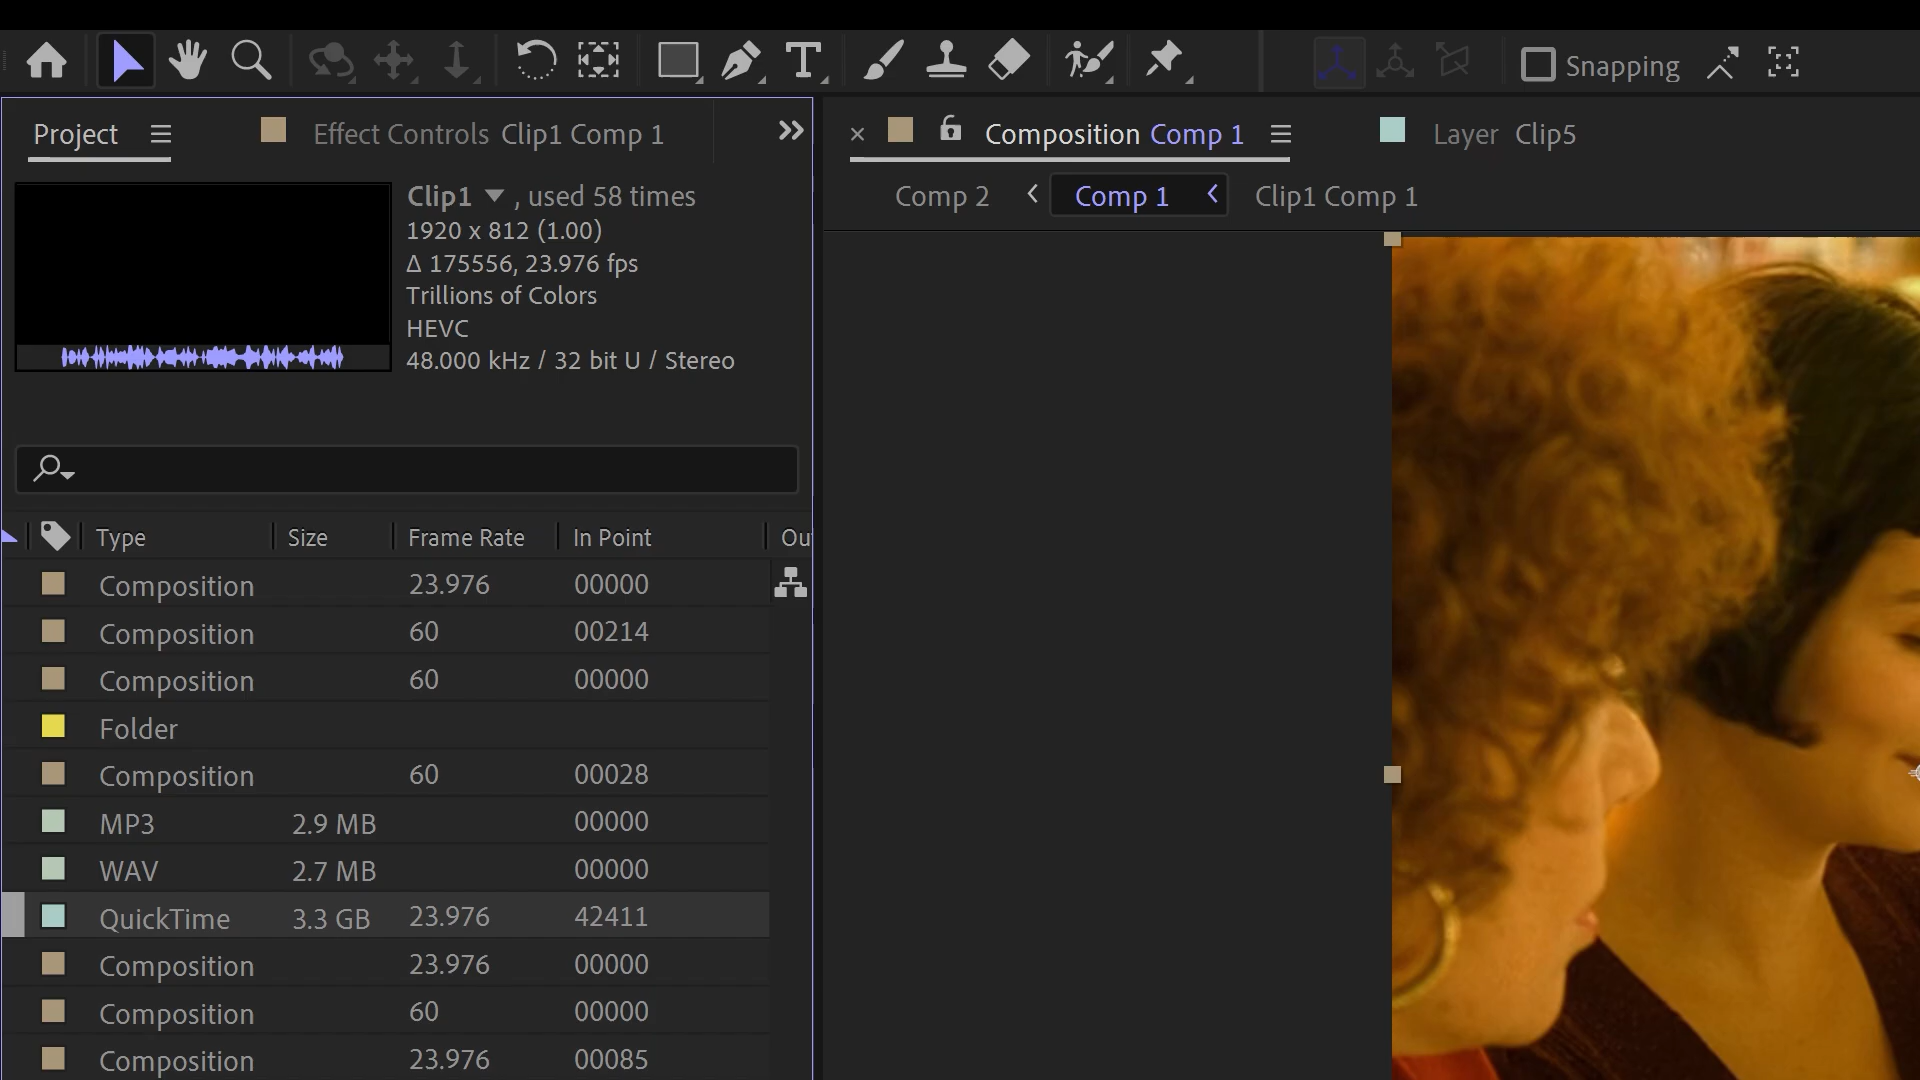 Snapping
Project
Effect Controls Clip1 Comp 1
Composition Comp 1
Layer Clip5
Comp 2
Comp 1
Clip1 Comp 1
Clip1 , used 58 times
1920 x 812 (1.00)
Δ 175556, 23.976 fps
Trillions of Colors
HEVC
48.000 kHz / 32 bit U / Stereo
Type Size Frame Rate In Point Ou
Composition 23.976 00000
Composition 60 00214
Composition 60 00000
Folder
Composition 60 00028
MP3 2.9 MB 00000
WAV 2.7 MB 00000
QuickTime 3.3 GB 23.976 42411
Composition 23.976 00000
Composition 60 00000
Composition 23.976 00085